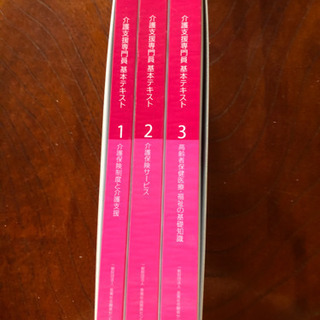 介護支援専門員 基本テキスト
1
介護保険制度と介護支援
介護支援専門員 基本テキスト
2
介護保険サービス
介護支援専門員 基本テキスト
3
高齢者保健医療・福祉の基礎知識